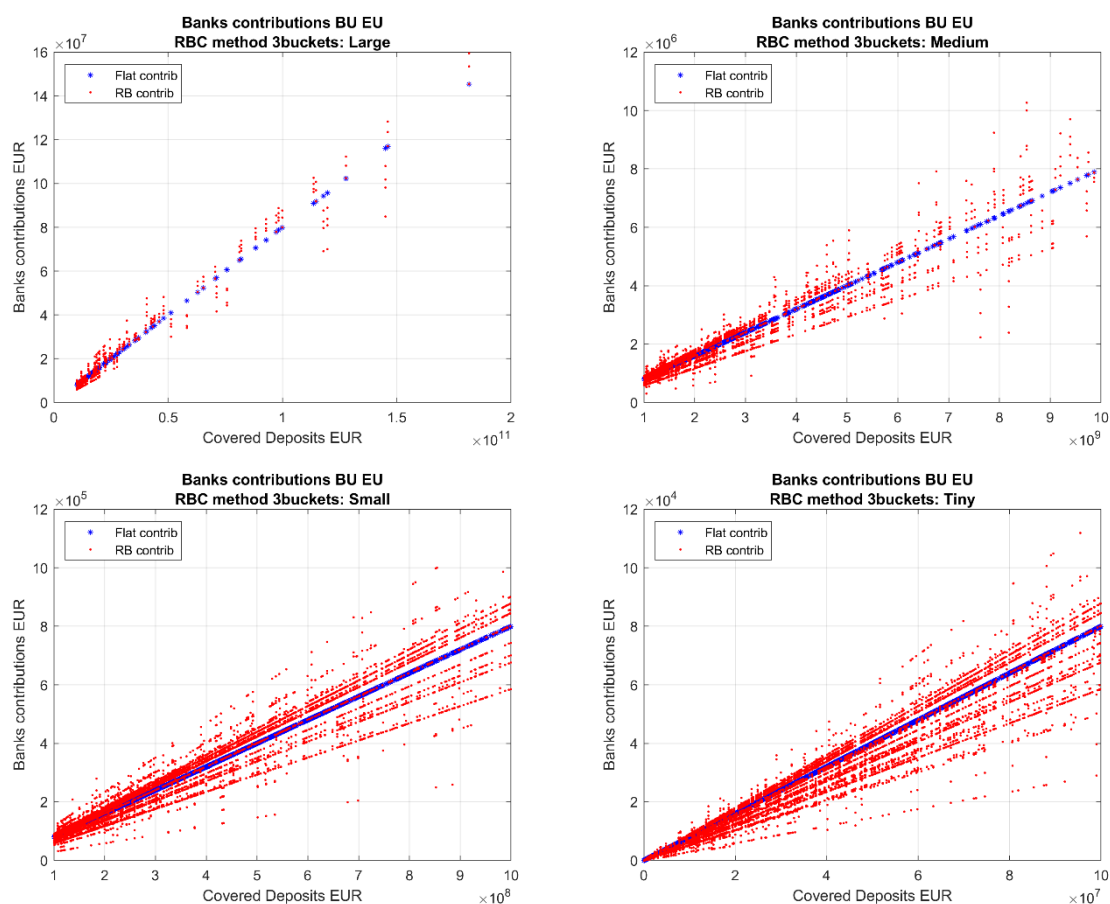 Banks contributions BU EU
RBC method 3buckets: Large
×10^7
16
14
12
10
8
6
4
2
0
Banks contributions EUR
Flat contrib
RB contrib
0 0.5 1 1.5 2
Covered Deposits EUR
×10^11
Banks contributions BU EU
RBC method 3buckets: Medium
×10^6
12
10
8
6
4
2
0
Banks contributions EUR
Flat contrib
RB contrib
1 2 3 4 5 6 7 8 9 10
Covered Deposits EUR
×10^9
Banks contributions BU EU
RBC method 3buckets: Small
×10^5
12
10
8
6
4
2
0
Banks contributions EUR
Flat contrib
RB contrib
1 2 3 4 5 6 7 8 9 10
Covered Deposits EUR
×10^8
Banks contributions BU EU
RBC method 3buckets: Tiny
×10^4
12
10
8
6
4
2
0
Banks contributions EUR
Flat contrib
RB contrib
0 2 4 6 8 10
Covered Deposits EUR
×10^7